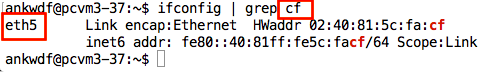 ankwdf@pcvm3-37:~$ ifconfig | grep cf
eth5 Link encap:Ethernet HWaddr 02:40:81:5c:fa:cf
inet6 addr: fe80::40:81ff:fe5c:facf/64 Scope:Link
ankwdf@pcvm3-37:~$